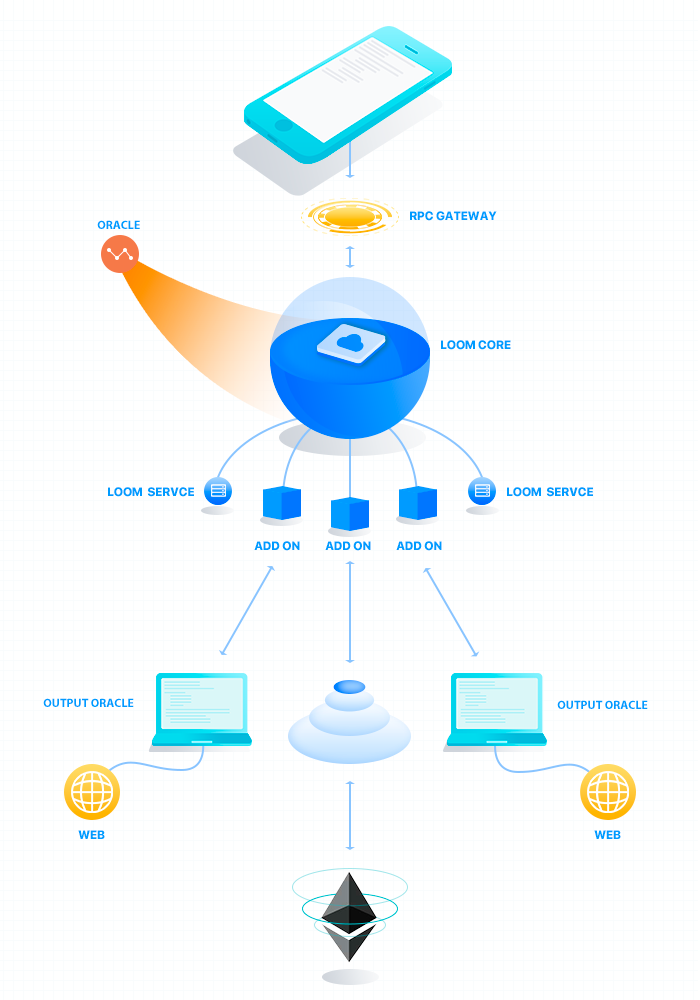 RPC GATEWAY
ORACLE
LOOM CORE
LOOM SERVCE
LOOM SERVCE
ADD ON
ADD ON
ADD ON
OUTPUT ORACLE
OUTPUT ORACLE
WEB
WEB